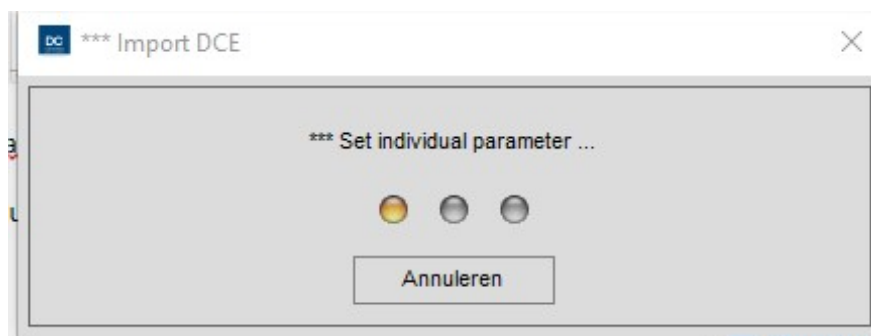 DC
*** Import DCE
*** Set individual parameter ...
Annuleren